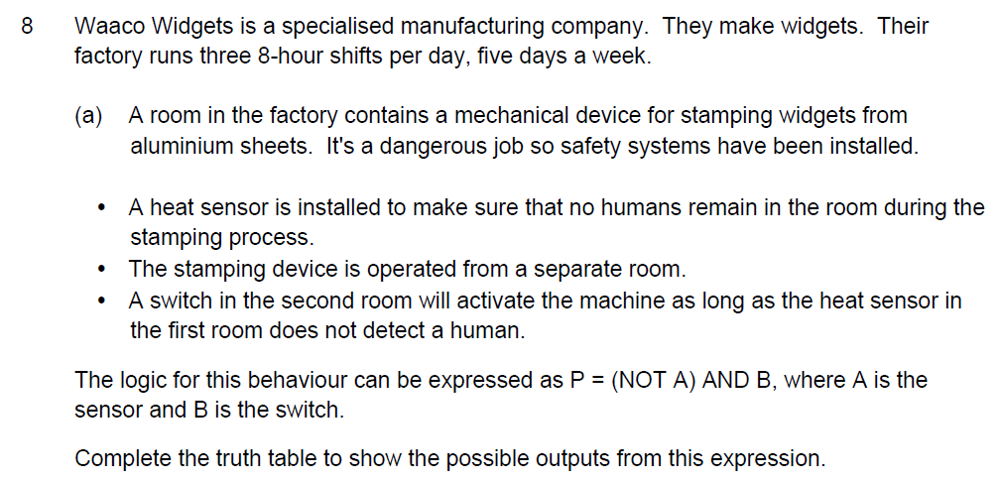 8 Waaco Widgets is a specialised manufacturing company. They make widgets. Their
factory runs three 8-hour shifts per day, five days a week.
(a) A room in the factory contains a mechanical device for stamping widgets from
aluminium sheets. It's a dangerous job so safety systems have been installed.
• A heat sensor is installed to make sure that no humans remain in the room during the
stamping process.
• The stamping device is operated from a separate room.
• A switch in the second room will activate the machine as long as the heat sensor in
the first room does not detect a human.
The logic for this behaviour can be expressed as P = (NOT A) AND B, where A is the
sensor and B is the switch.
Complete the truth table to show the possible outputs from this expression.